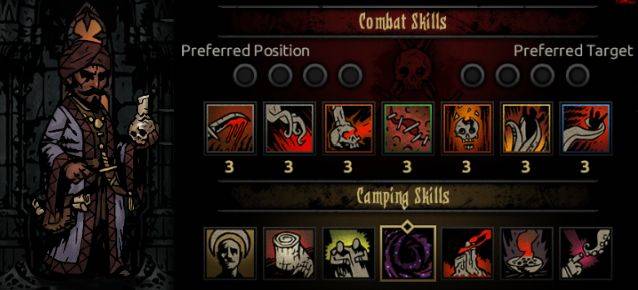 Combat Skills
Preferred Position
Preferred Target
3 3 3 3 3 3 3
Camping Skills